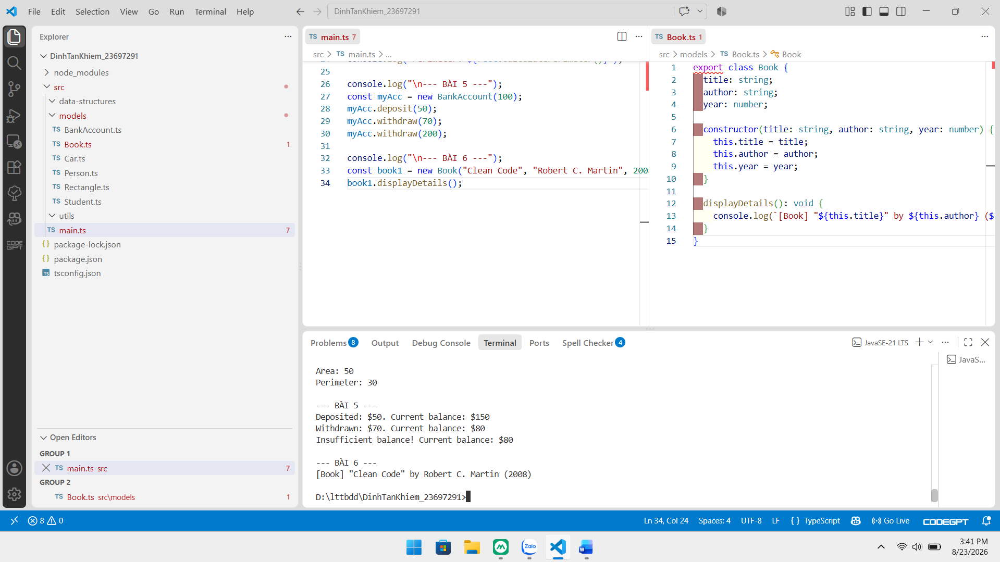 File Edit Selection View Go Run Terminal Help
DinhTanKhiem_23697291
Explorer
DinhTanKhiem_23697291
node_modules
src
data-structures
models
TS BankAccount.ts
TS Book.ts 1
TS Car.ts
TS Person.ts
TS Rectangle.ts
TS Student.ts
utils
TS main.ts 7
{} package-lock.json
{} package.json
TS tsconfig.json
Open Editors
GROUP 1
TS main.ts src 7
GROUP 2
TS Book.ts src\models 1
TS main.ts 7
src > TS main.ts > ...
25
26 console.log("\n--- BÀI 5 ---");
27 const myAcc = new BankAccount(100);
28 myAcc.deposit(50);
29 myAcc.withdraw(70);
30 myAcc.withdraw(200);
31
32 console.log("\n--- BÀI 6 ---");
33 const book1 = new Book("Clean Code", "Robert C. Martin", 200
34 book1.displayDetails();
TS Book.ts 1
src > models > TS Book.ts > Book
1 export class Book {
2 title: string;
3 author: string;
4 year: number;
5
6 constructor(title: string, author: string, year: number) {
7 this.title = title;
8 this.author = author;
9 this.year = year;
10 }
11
12 displayDetails(): void {
13 console.log(`[Book] "${this.title}" by ${this.author} ($
14 }
15 }
Problems 8 Output Debug Console Terminal Ports Spell Checker 4
JavaSE-21 LTS
JavaS...
Area: 50
Perimeter: 30
--- BÀI 5 ---
Deposited: $50. Current balance: $150
Withdrawn: $70. Current balance: $80
Insufficient balance! Current balance: $80
--- BÀI 6 ---
[Book] "Clean Code" by Robert C. Martin (2008)
D:\lttbdd\DinhTanKhiem_23697291>
CODE GPT
8 0
Ln 34, Col 24 Spaces: 4 UTF-8 LF {} TypeScript Go Live CODEGPT
Zalo
W
3:41 PM
8/23/2026